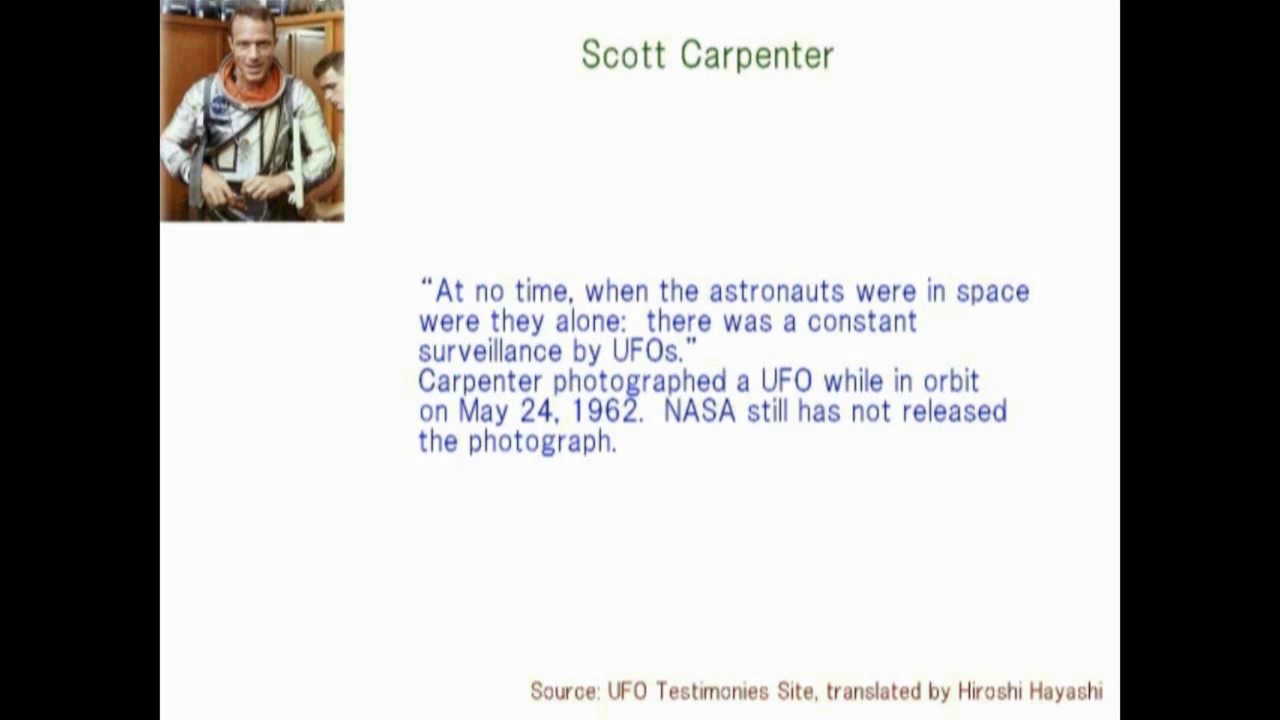 Scott Carpenter
“At no time, when the astronauts were in space
were they alone: there was a constant
surveillance by UFOs.”
Carpenter photographed a UFO while in orbit
on May 24, 1962. NASA still has not released
the photograph.
Source: UFO Testimonies Site, translated by Hiroshi Hayashi